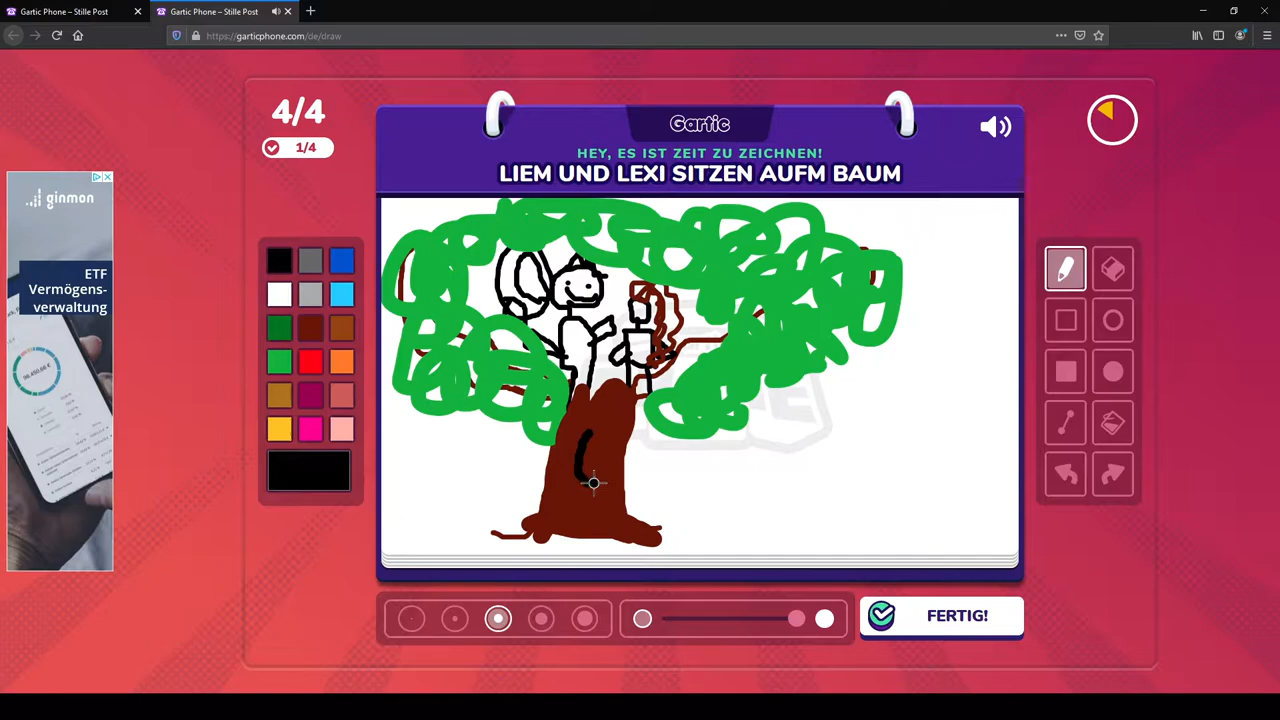 Gartic Phone – Stille Post
Gartic Phone – Stille Post
https://garticphone.com/de/draw
4/4
1/4
Gartic
HEY, ES IST ZEIT ZU ZEICHNEN!
LIEM UND LEXI SITZEN AUFM BAUM
ginmon
ETF
Vermögens-
verwaltung
FERTIG!